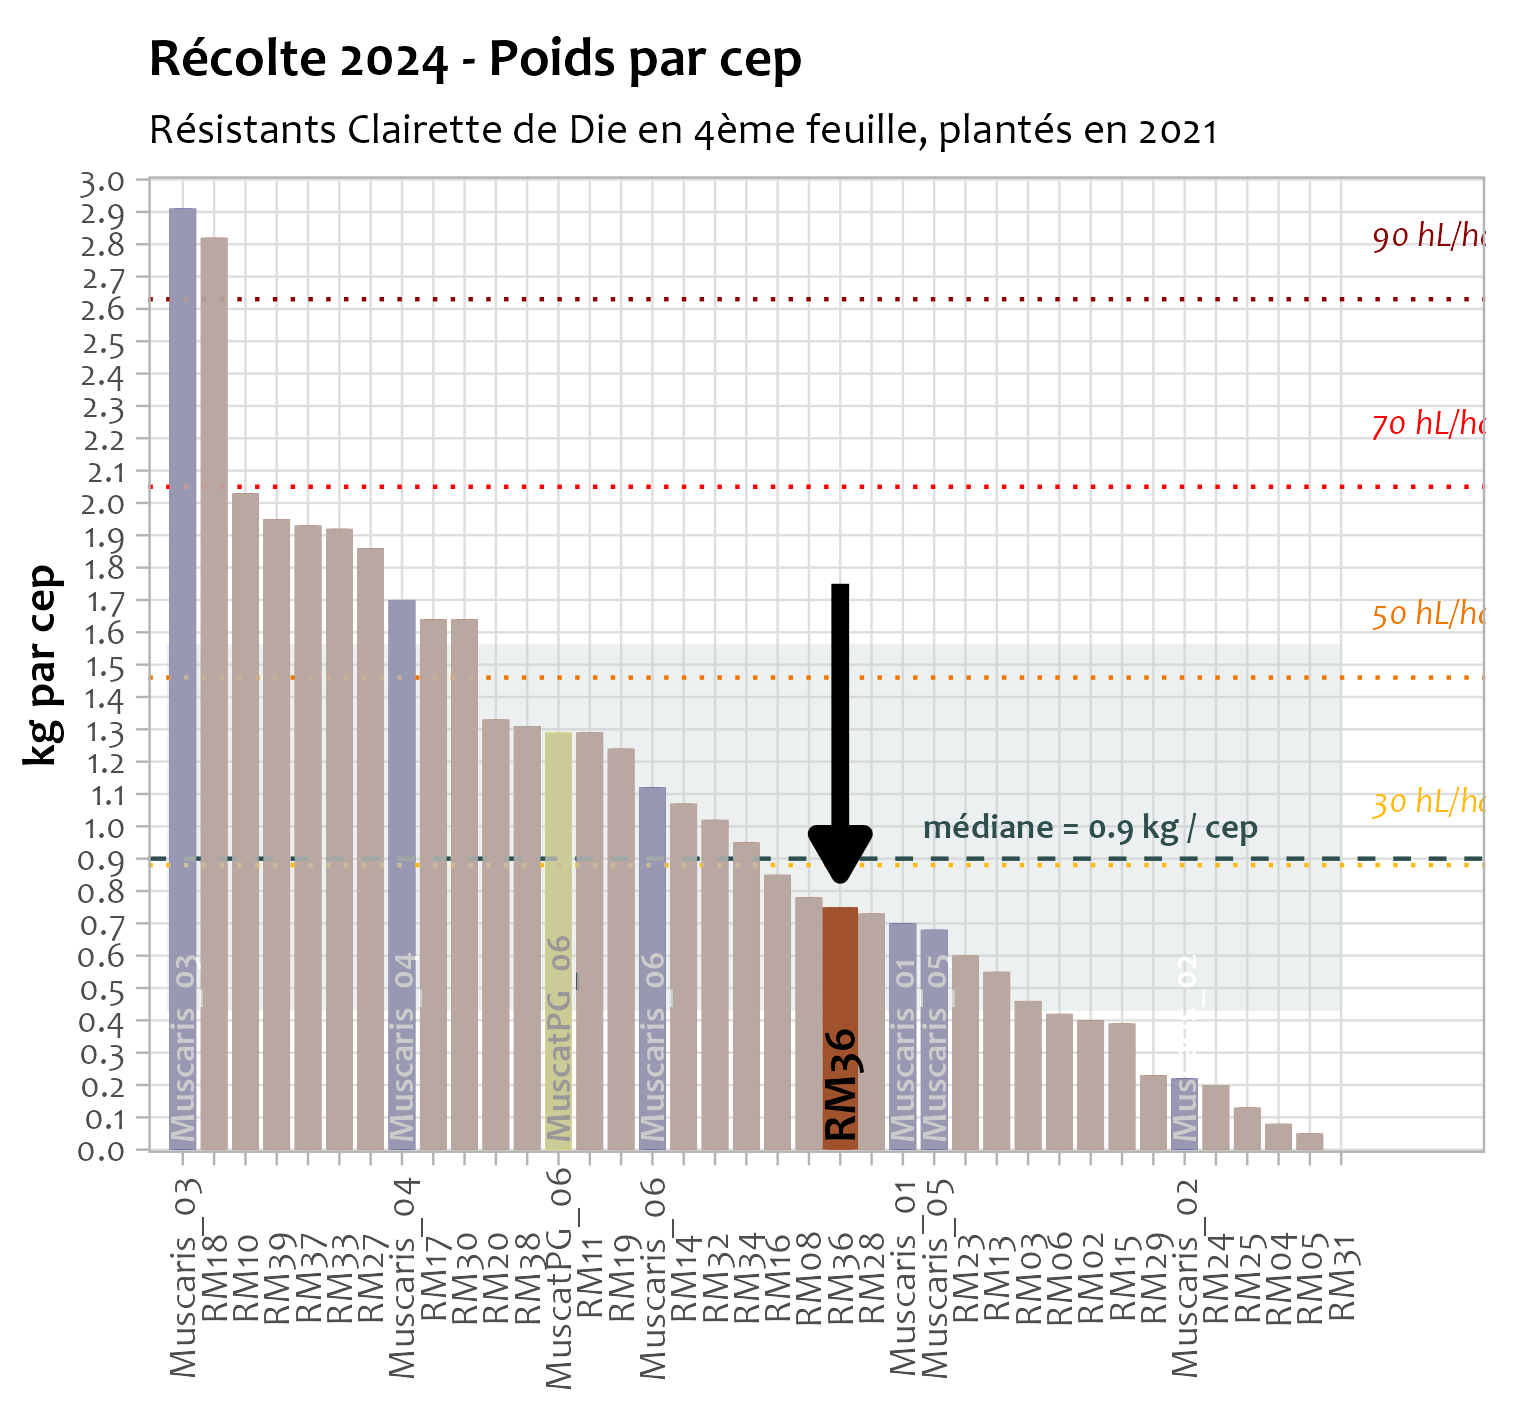 Récolte 2024 - Poids par cep
Résistants Clairette de Die en 4ème feuille, plantés en 2021
kg par cep
3.0
2.9
2.8
2.7
2.6
2.5
2.4
2.3
2.2
2.1
2.0
1.9
1.8
1.7
1.6
1.5
1.4
1.3
1.2
1.1
1.0
0.9
0.8
0.7
0.6
0.5
0.4
0.3
0.2
0.1
0.0
90 hL/ha
70 hL/ha
50 hL/ha
30 hL/ha
médiane = 0.9 kg / cep
Muscaris_03
Muscaris_04
MuscatPG_06
Muscaris_06
RM36
Muscaris_01
Muscaris_05
Muscaris_02
Muscaris_03
RM18
RM10
RM39
RM37
RM33
RM27
Muscaris_04
RM17
RM30
RM20
RM38
MuscatPG_06
RM11
RM19
Muscaris_06
RM14
RM32
RM34
RM16
RM08
RM36
RM28
Muscaris_01
Muscaris_05
RM23
RM13
RM03
RM06
RM02
RM15
RM29
Muscaris_02
RM24
RM25
RM04
RM05
RM31